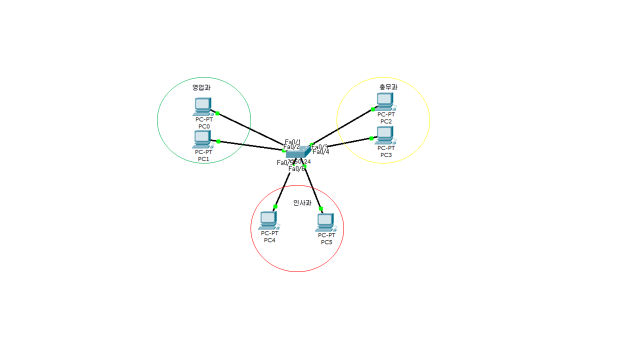 영업과
PC-PT
PC0
PC-PT
PC1
총무과
PC-PT
PC2
PC-PT
PC3
Fa0/1
Fa0/2
Fa0/3
Fa0/4
Fa0/5
Fa0/6
인사과
PC-PT
PC4
PC-PT
PC5